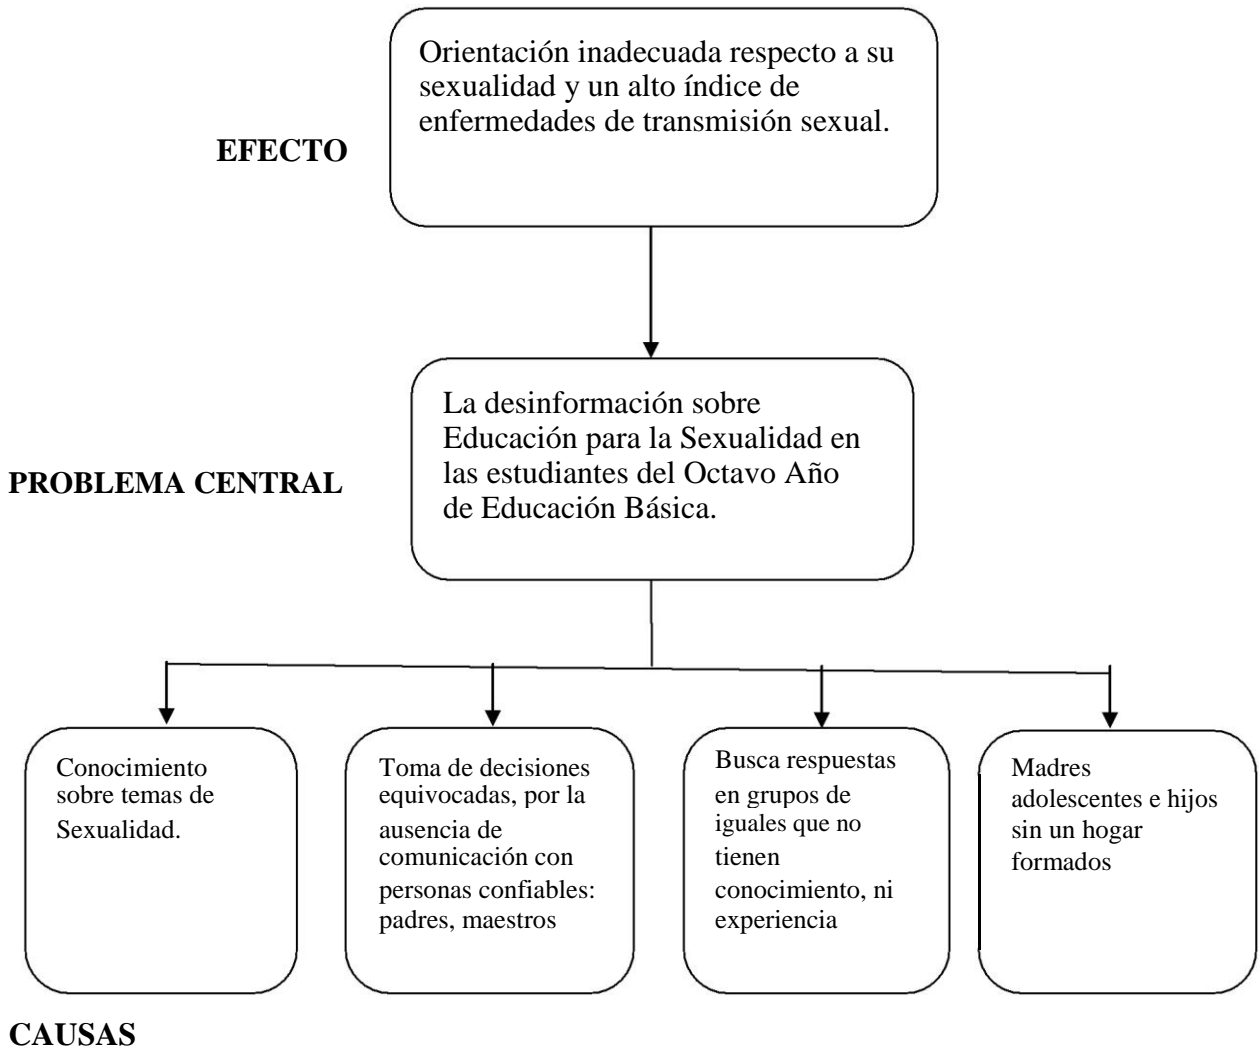 Orientación inadecuada respecto a su
sexualidad y un alto índice de
enfermedades de transmisión sexual.
EFECTO
La desinformación sobre
Educación para la Sexualidad en
las estudiantes del Octavo Año
de Educación Básica.
PROBLEMA CENTRAL
Conocimiento
sobre temas de
Sexualidad.
Toma de decisiones
equivocadas, por la
ausencia de
comunicación con
personas confiables:
padres, maestros
Busca respuestas
en grupos de
iguales que no
tienen
conocimiento, ni
experiencia
Madres
adolescentes e hijos
sin un hogar
formados
CAUSAS